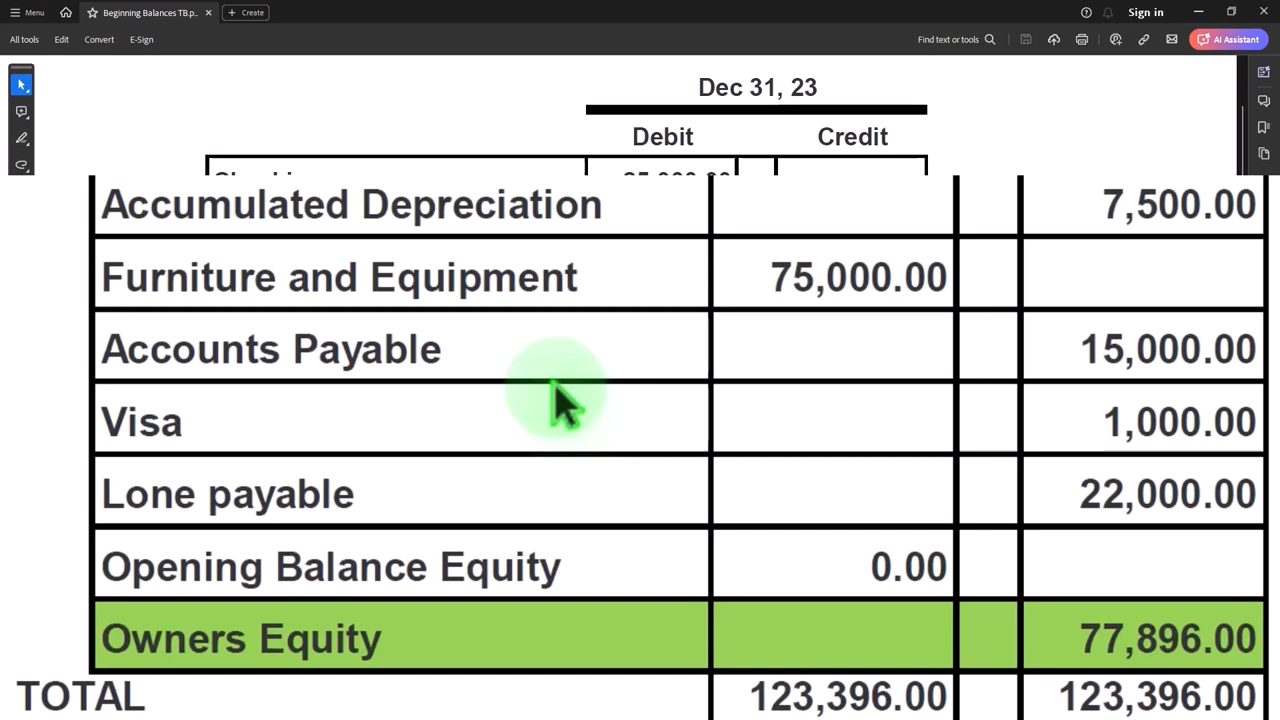 Menu
Beginning Balances TB.p..
Create
Sign in
All tools
Edit
Convert
E-Sign
Find text or tools
AI Assistant
Dec 31, 23
Debit Credit
Accumulated Depreciation 7,500.00
Furniture and Equipment 75,000.00
Accounts Payable 15,000.00
Visa 1,000.00
Lone payable 22,000.00
Opening Balance Equity 0.00
Owners Equity 77,896.00
TOTAL 123,396.00 123,396.00